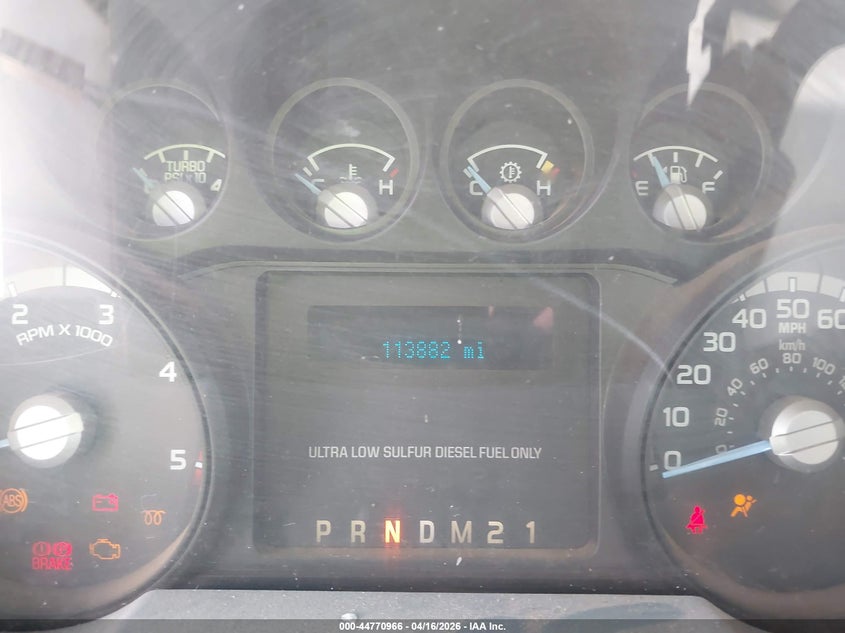 TURBO
PSI X 10
4
H
C
H
E
F
2
3
RPM X 1000
4
5
113882 mi
ULTRA LOW SULFUR DIESEL FUEL ONLY
P R N D M 2 1
0
10
20
30
40
50
60
MPH
km/h
20
40
60
80
100
ABS
BRAKE
000-44770966 - 04/16/2026 - IAA Inc.